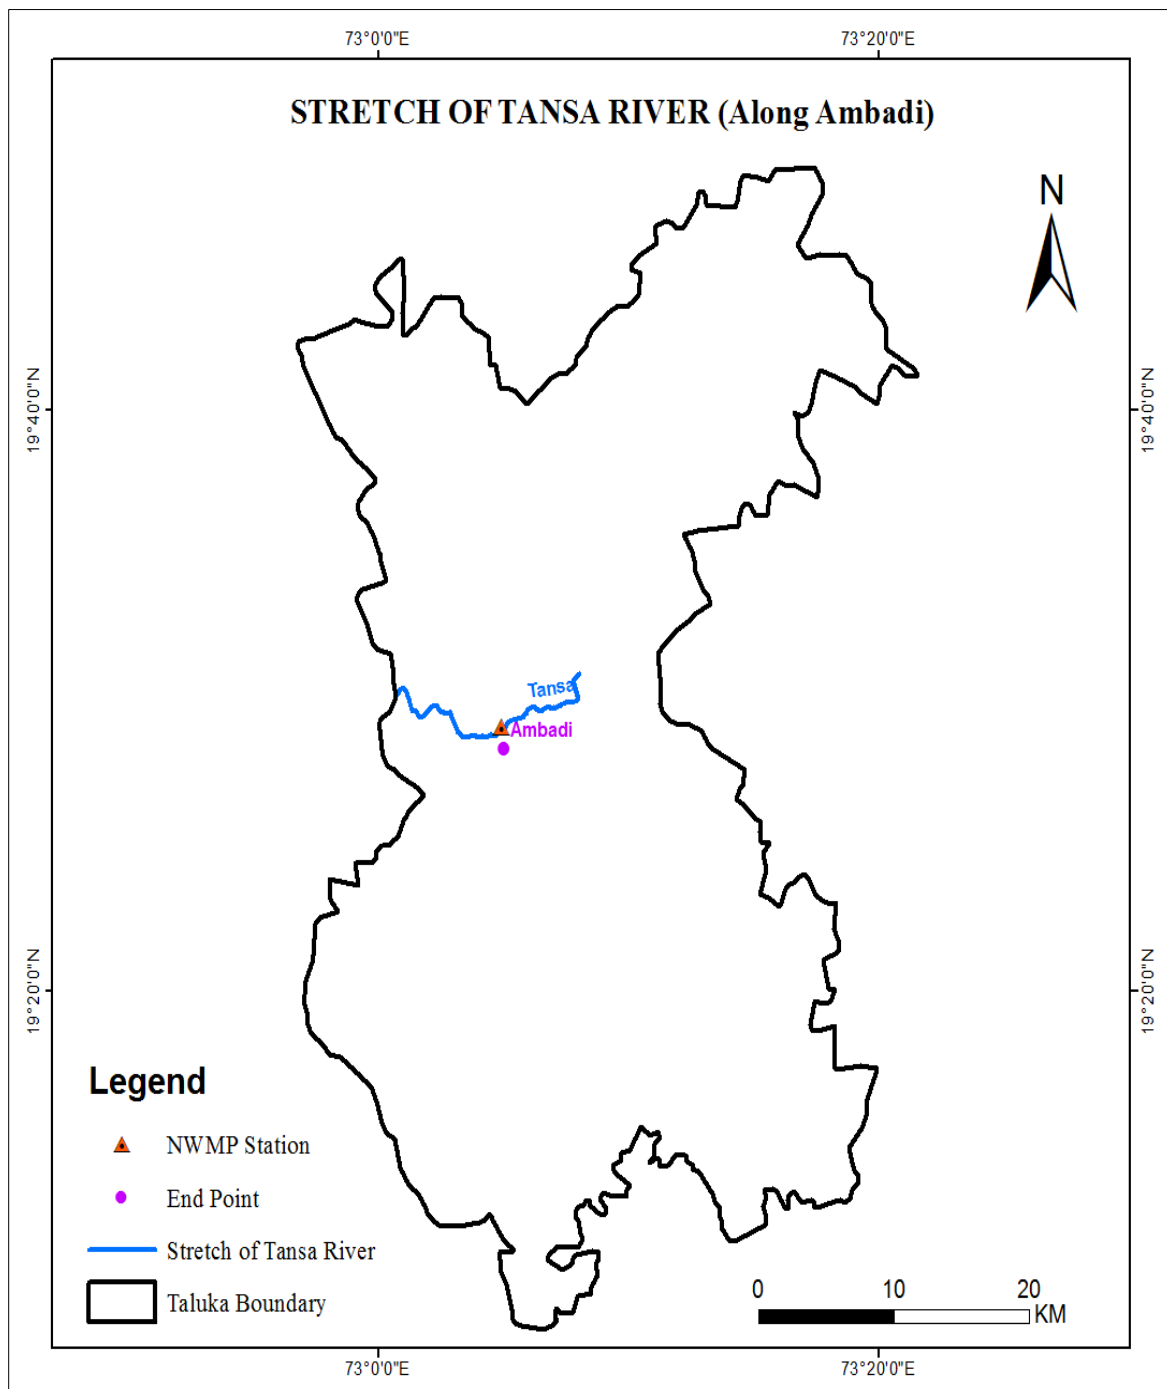 73°0'0"E
73°20'0"E
STRETCH OF TANSA RIVER (Along Ambadi)
N
19°40'0"N
19°40'0"N
Tansa
Ambadi
19°20'0"N
19°20'0"N
Legend
NWMP Station
End Point
Stretch of Tansa River
Taluka Boundary
0 10 20
KM
73°0'0"E
73°20'0"E